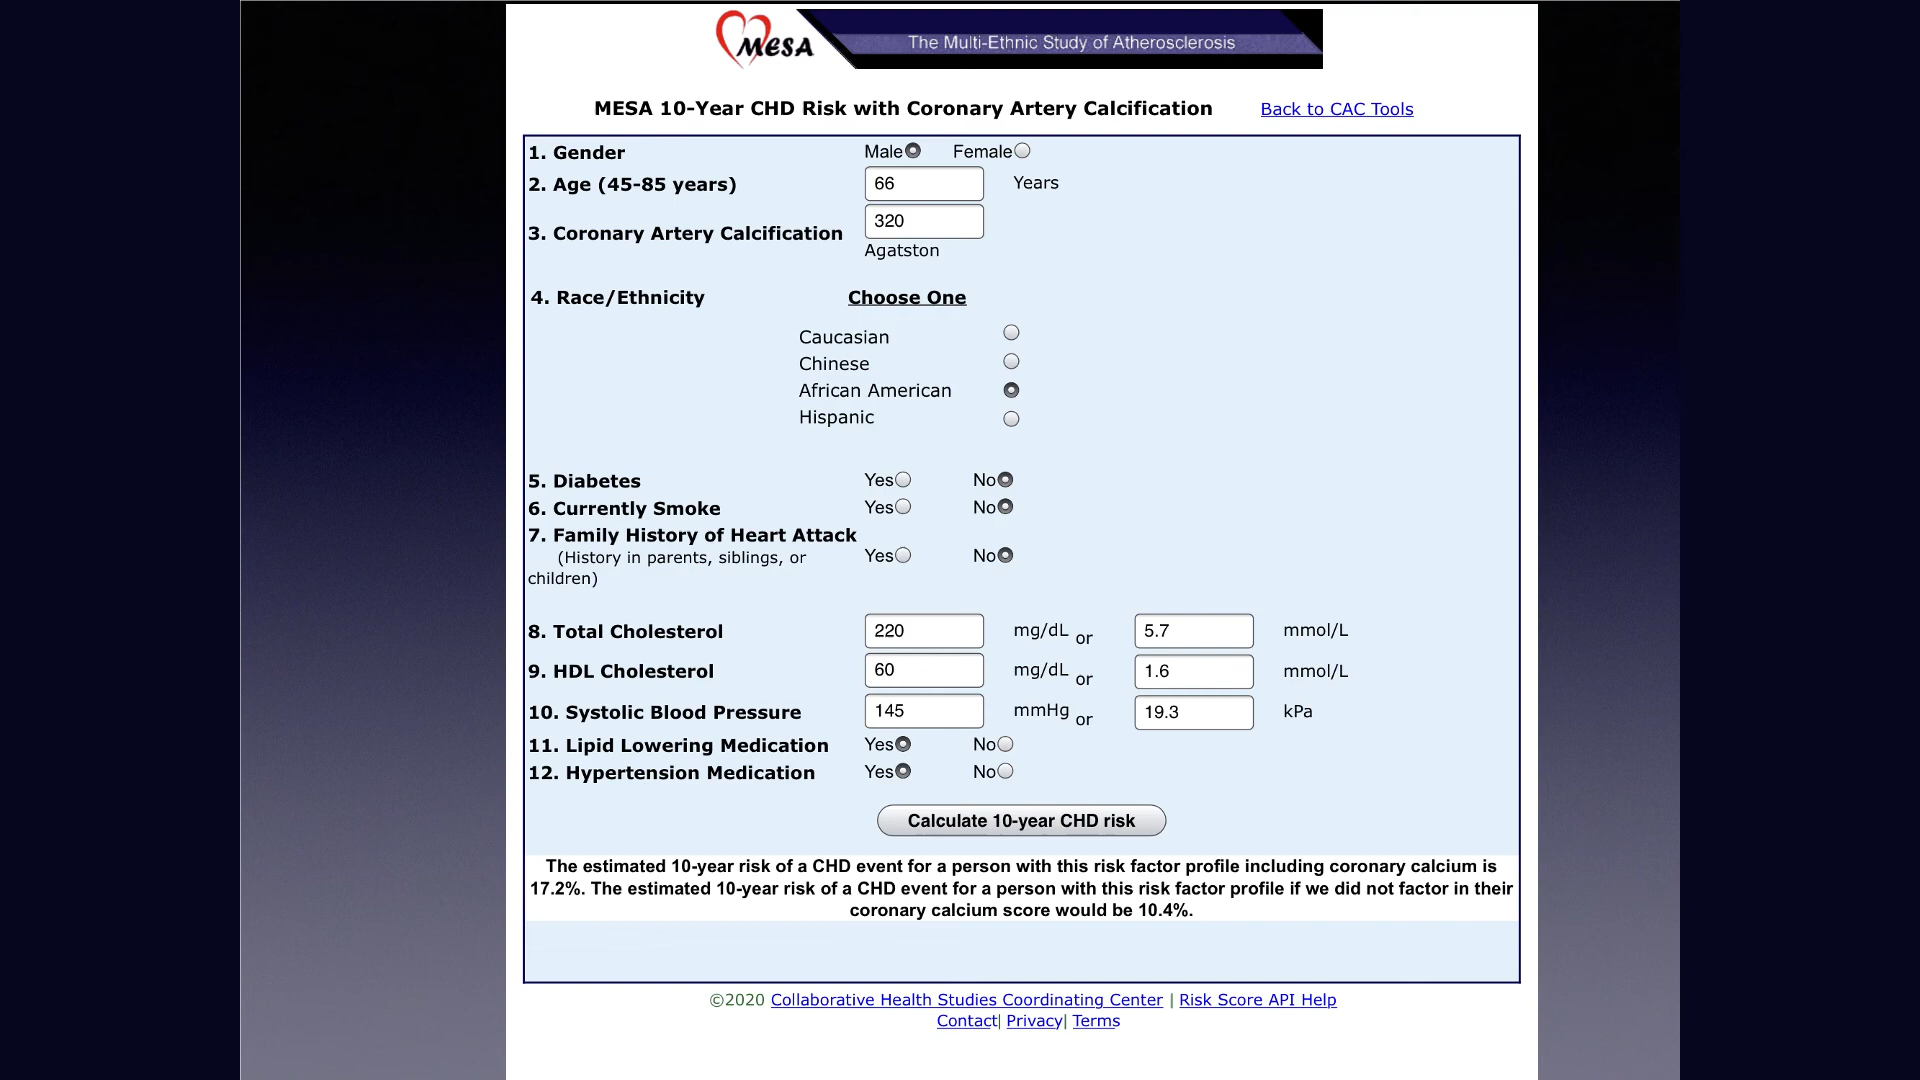 MESA The Multi-Ethnic Study of Atherosclerosis
MESA 10-Year CHD Risk with Coronary Artery Calcification Back to CAC Tools
1. Gender Male Female
2. Age (45-85 years) 66 Years
3. Coronary Artery Calcification 320
Agatston
4. Race/Ethnicity Choose One
Caucasian
Chinese
African American
Hispanic
5. Diabetes Yes No
6. Currently Smoke Yes No
7. Family History of Heart Attack
(History in parents, siblings, or Yes No
children)
8. Total Cholesterol 220 mg/dL or 5.7 mmol/L
9. HDL Cholesterol 60 mg/dL or 1.6 mmol/L
10. Systolic Blood Pressure 145 mmHg or 19.3 kPa
11. Lipid Lowering Medication Yes No
12. Hypertension Medication Yes No
Calculate 10-year CHD risk
The estimated 10-year risk of a CHD event for a person with this risk factor profile including coronary calcium is
17.2%. The estimated 10-year risk of a CHD event for a person with this risk factor profile if we did not factor in their
coronary calcium score would be 10.4%.
©2020 Collaborative Health Studies Coordinating Center | Risk Score API Help
Contact| Privacy| Terms